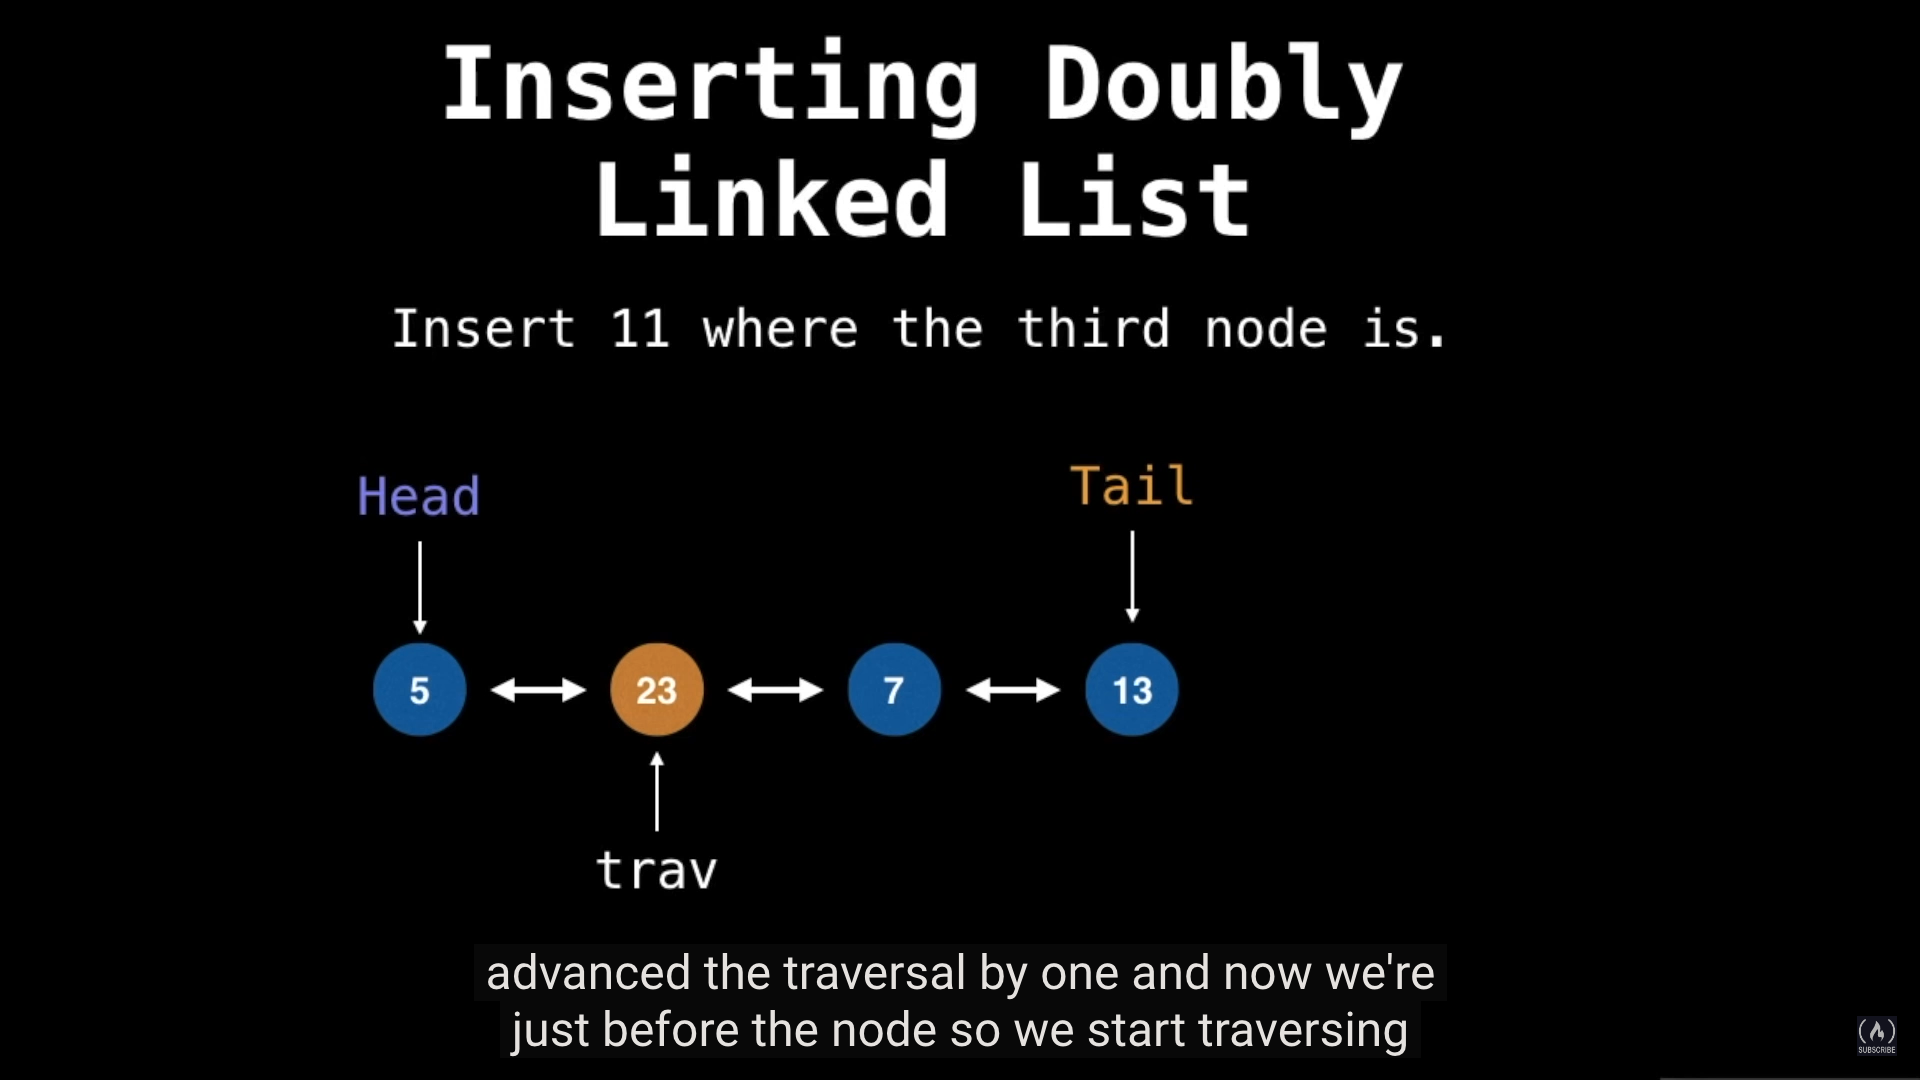 Inserting Doubly
Linked List
Insert 11 where the third node is.
Head
Tail
5
23
7
13
trav
advanced the traversal by one and now we're
just before the node so we start traversing
SUBSCRIBE